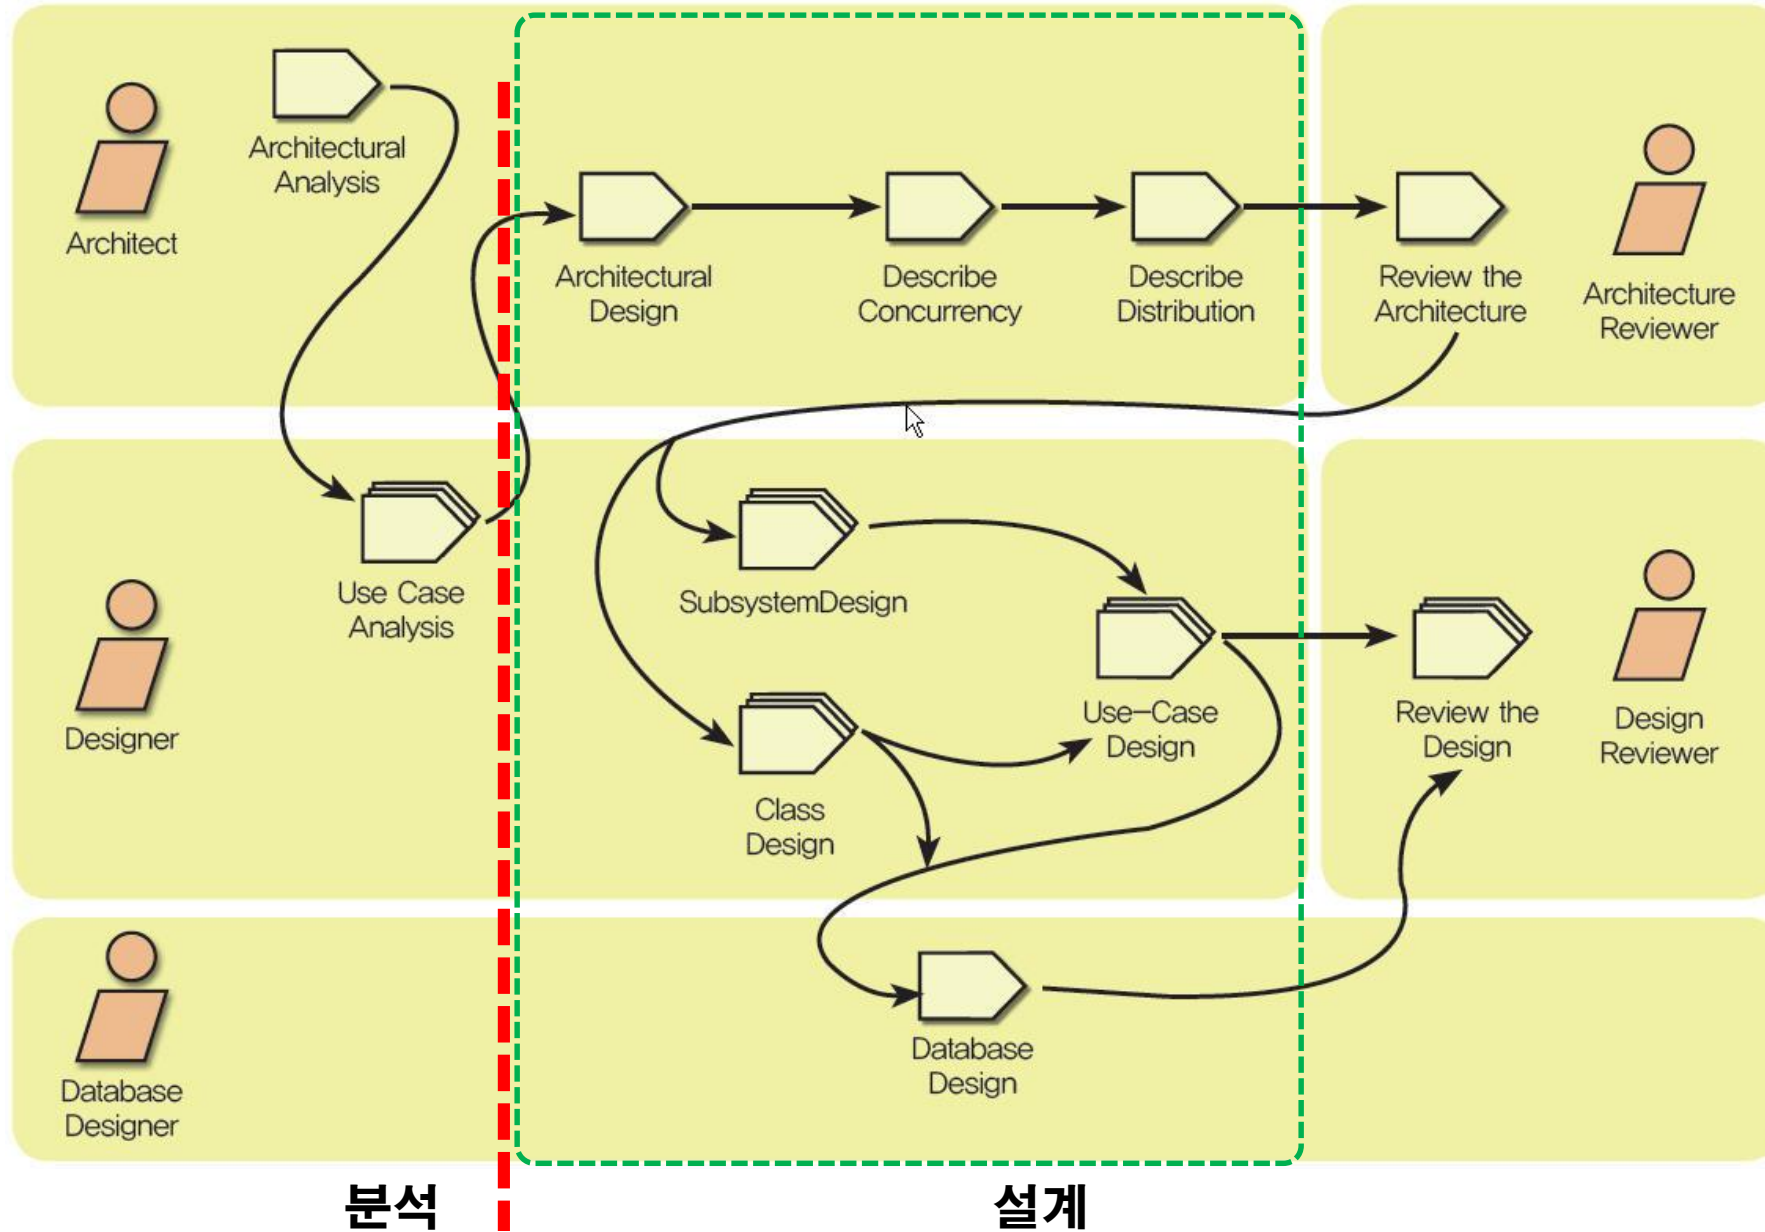 Architect
Architectural
Analysis
Architectural
Design
Describe
Concurrency
Describe
Distribution
Review the
Architecture
Architecture
Reviewer
Designer
Use Case
Analysis
SubsystemDesign
Class
Design
Use-Case
Design
Review the
Design
Design
Reviewer
Database
Designer
Database
Design
분석
설계